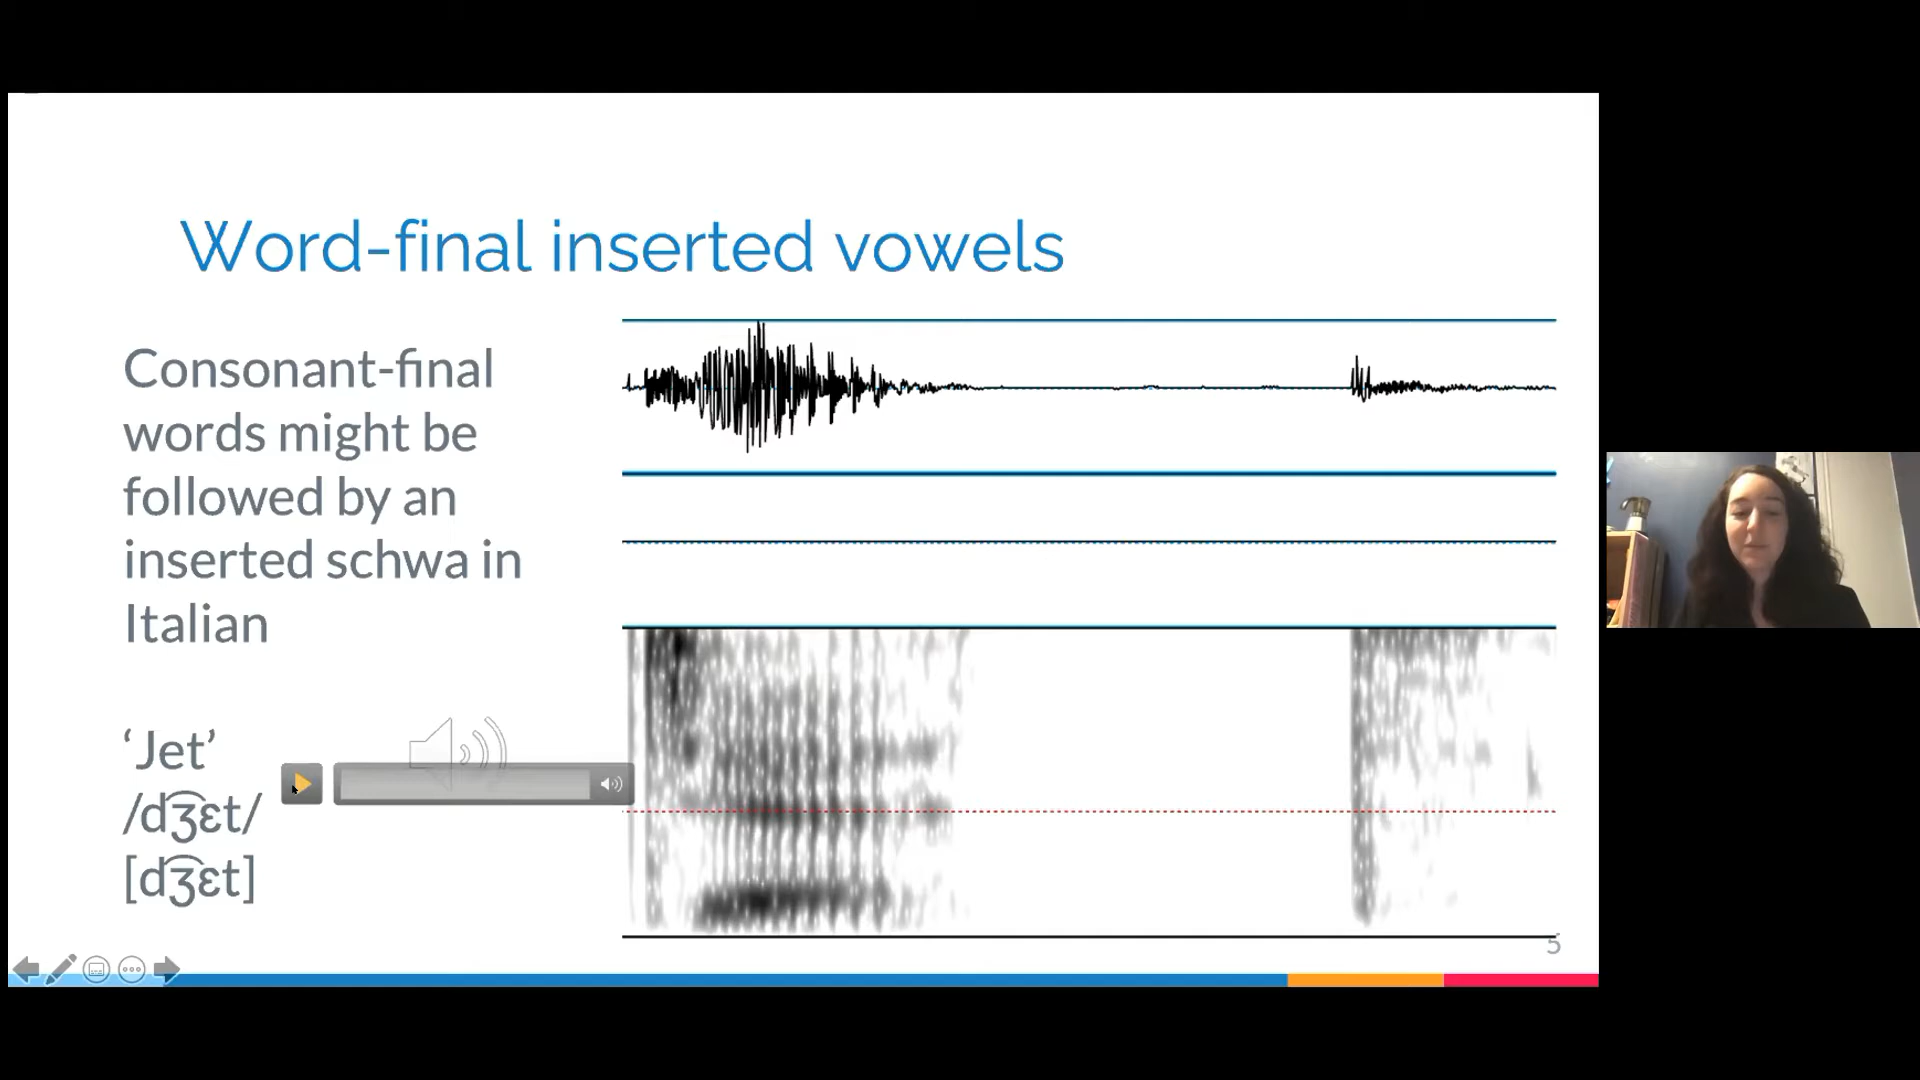 Word-final inserted vowels
Consonant-final
words might be
followed by an
inserted schwa in
Italian
‘Jet’
/d͡ʒɛt/
[d͡ʒɛt]
5